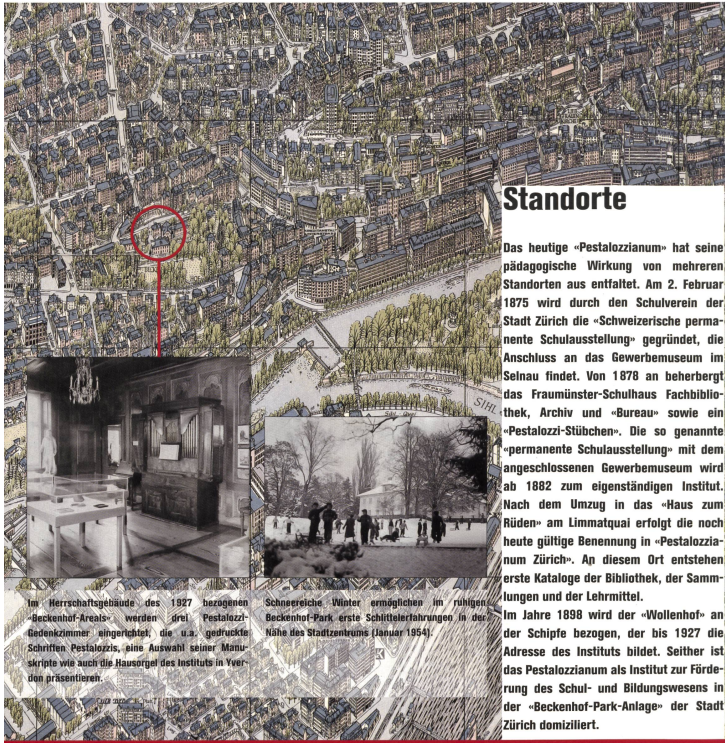 Standorte
Das heutige «Pestalozzianum» hat seine
pädagogische Wirkung von mehreren
Standorten aus entfaltet. Am 2. Februar
1875 wird durch den Schulverein der
Stadt Zürich die «Schweizerische perma-
nente Schulausstellung» gegründet, die
Anschluss an das Gewerbemuseum im
Selnau findet. Von 1878 an beherbergt
das Fraumünster-Schulhaus Fachbiblio-
thek, Archiv und «Bureau» sowie ein
«Pestalozzi-Stübchen». Die so genannte
«permanente Schulausstellung» mit dem
angeschlossenen Gewerbemuseum wird
ab 1882 zum eigenständigen Institut.
Nach dem Umzug in das «Haus zum
Rüden» am Limmatquai erfolgt die noch
heute gültige Benennung in «Pestalozzia-
num Zürich». An diesem Ort entstehen
erste Kataloge der Bibliothek, der Samm-
lungen und der Lehrmittel.
Im Jahre 1898 wird der «Wollenhof» an
der Schipfe bezogen, der bis 1927 die
Adresse des Instituts bildet. Seither ist
das Pestalozzianum als Institut zur Förde-
rung des Schul- und Bildungswesens in
der «Beckenhof-Park-Anlage» der Stadt
Zürich domiziliert.
SIHL
Im Herrschaftsgebäude des 1927 bezogenen
«Beckenhof-Areals» werden drei Pestalozzi-
Gedenkzimmer eingerichtet, die u.a. gedruckte
Schriften Pestalozzis, eine Auswahl seiner Manu-
skripte wie auch die Hausorgel des Instituts in Yver-
don präsentieren.
Schneereiche Winter ermöglichen im ruhigen
Beckenhof-Park erste Schlittelerfahrungen in der
Nähe des Stadtzentrums (Januar 1954).